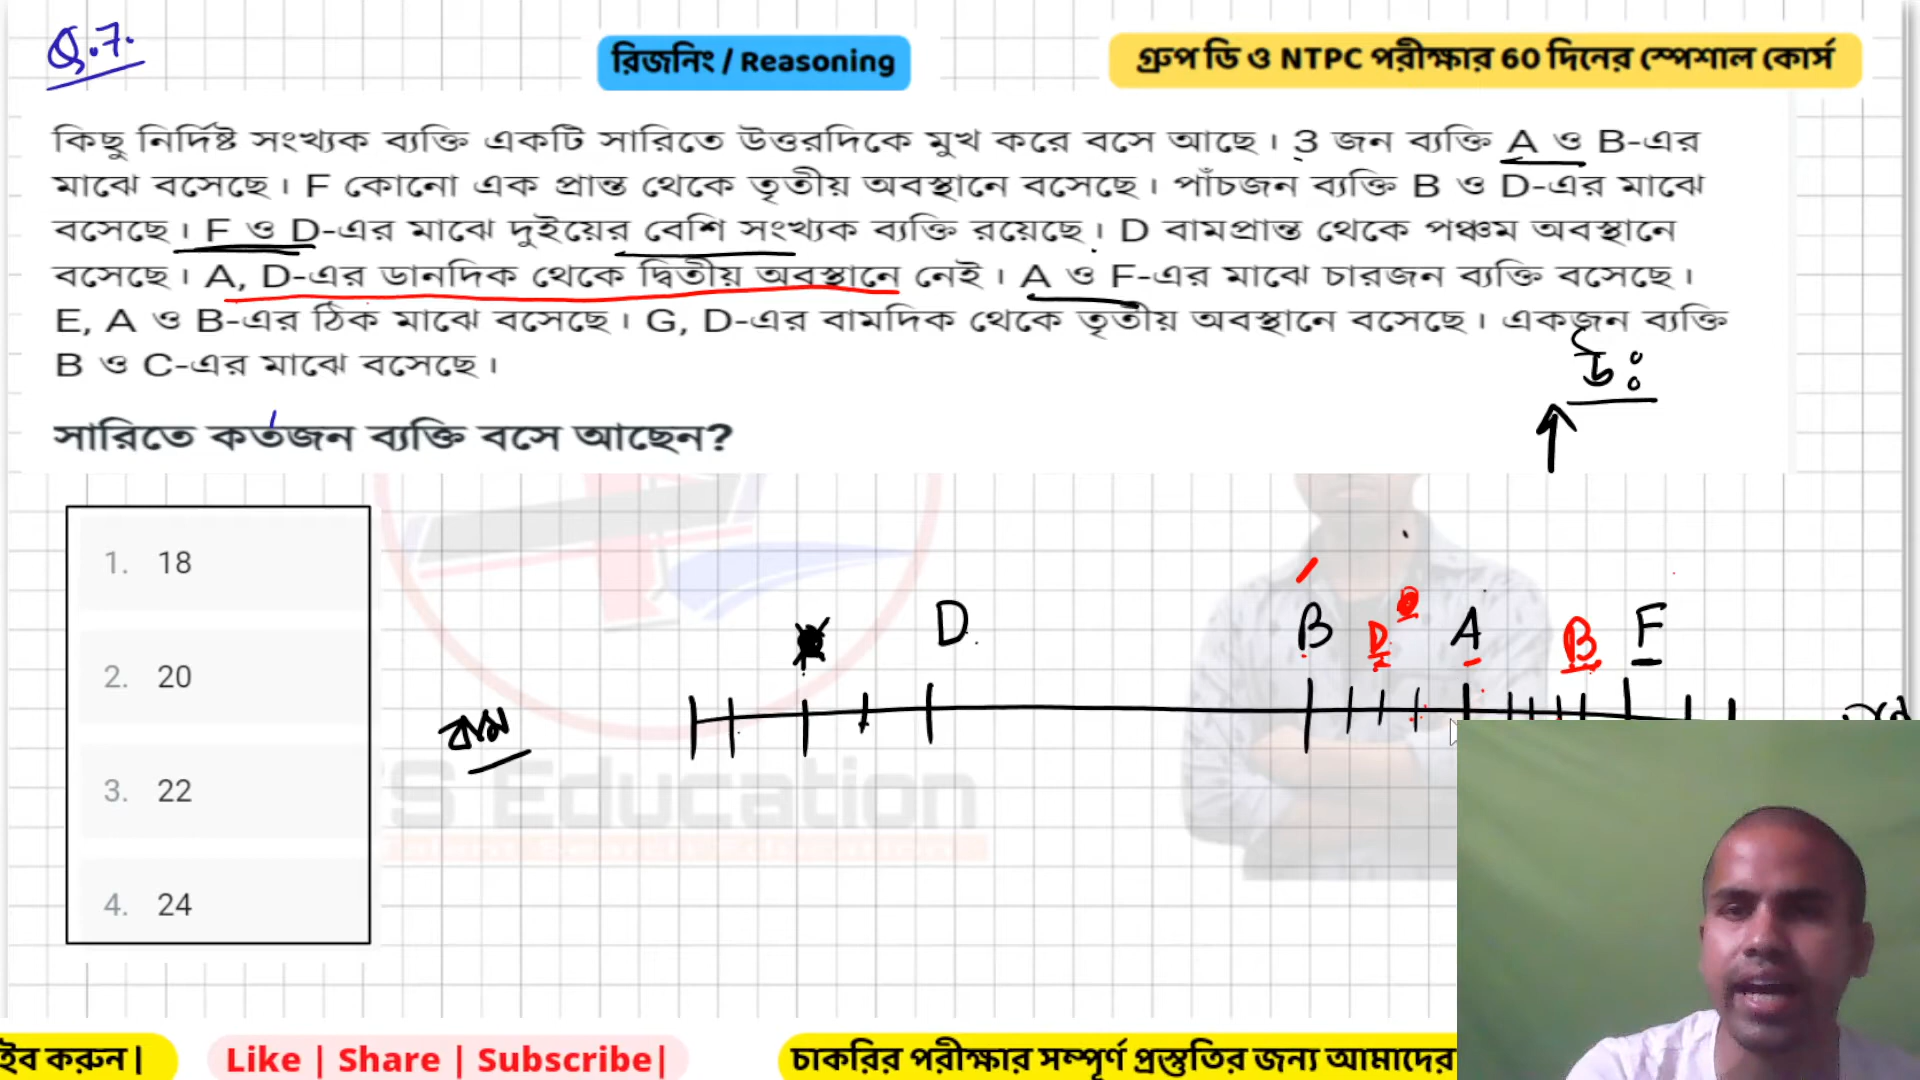 Q.7.
রিজনিং / Reasoning
গ্রুপ ডি ও NTPC পরীক্ষার 60 দিনের স্পেশাল কোর্স
কিছু নির্দিষ্ট সংখ্যক ব্যক্তি একটি সারিতে উত্তরদিকে মুখ করে বসে আছে। 3 জন ব্যক্তি A ও B-এর
মাঝে বসেছে। F কোনো এক প্রান্ত থেকে তৃতীয় অবস্থানে বসেছে। পাঁচজন ব্যক্তি B ও D-এর মাঝে
বসেছে। F ও D-এর মাঝে দুইয়ের বেশি সংখ্যক ব্যক্তি রয়েছে। D বামপ্রান্ত থেকে পঞ্চম অবস্থানে
বসেছে। A, D-এর ডানদিক থেকে দ্বিতীয় অবস্থানে নেই। A ও F-এর মাঝে চারজন ব্যক্তি বসেছে।
E, A ও B-এর ঠিক মাঝে বসেছে। G, D-এর বামদিক থেকে তৃতীয় অবস্থানে বসেছে। একজন ব্যক্তি
B ও C-এর মাঝে বসেছে।
উঃ
সারিতে কতজন ব্যক্তি বসে আছেন?
1. 18
2. 20
3. 22
4. 24
D B D A B F
বাম
S Education
ইব করুন|
Like | Share | Subscribe|
চাকরির পরীক্ষার সম্পূর্ণ প্রস্তুতির জন্য আমাদের